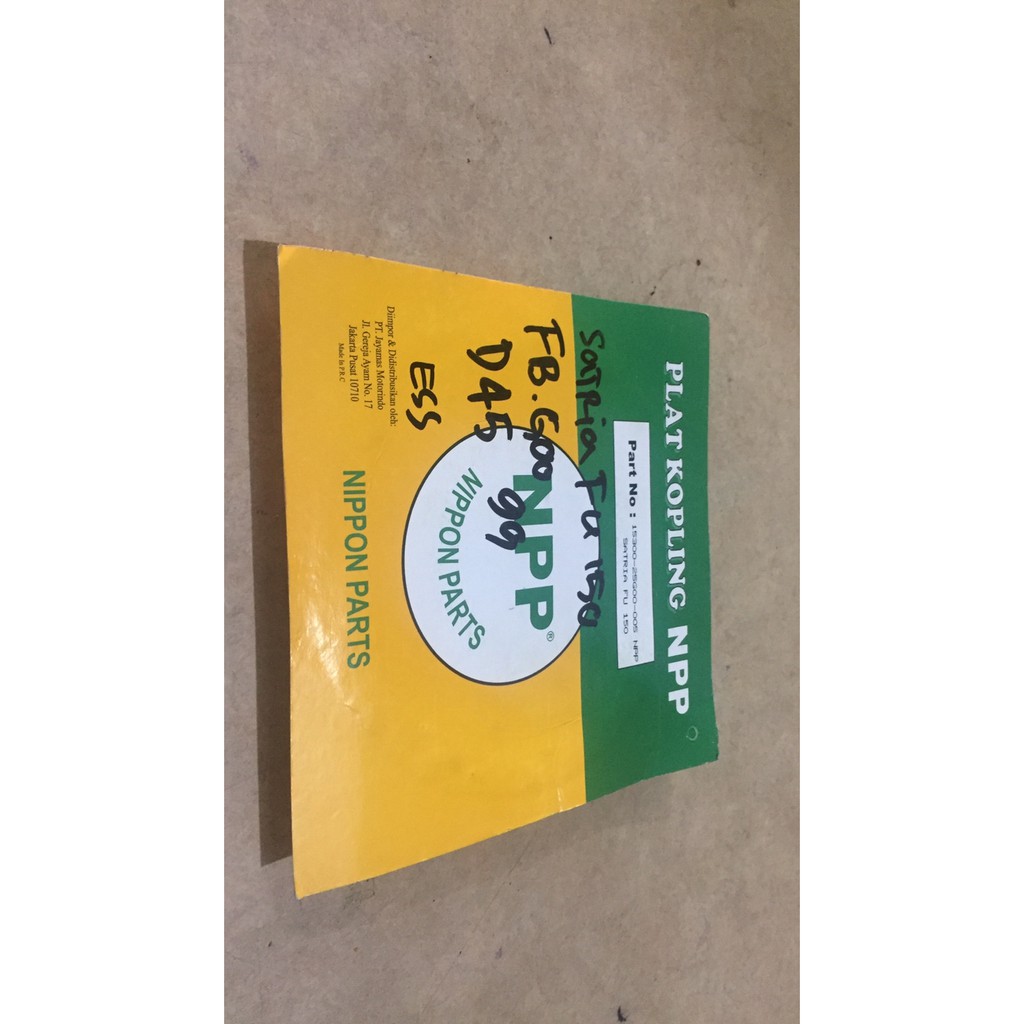 PLAT KOPLING NPP
Part No : 15300-25G00-005 NPP
SATRIA FU 150
Satria FU 150
FB. G00 99
D45
ESS
NPP®
NIPPON PARTS
Diimpor & Didistribusikan oleh:
PT. Jayamas Motorindo
Jl. Gereja Ayam No. 17
Jakarta Pusat 10710
Made In P.R.C
NIPPON PARTS